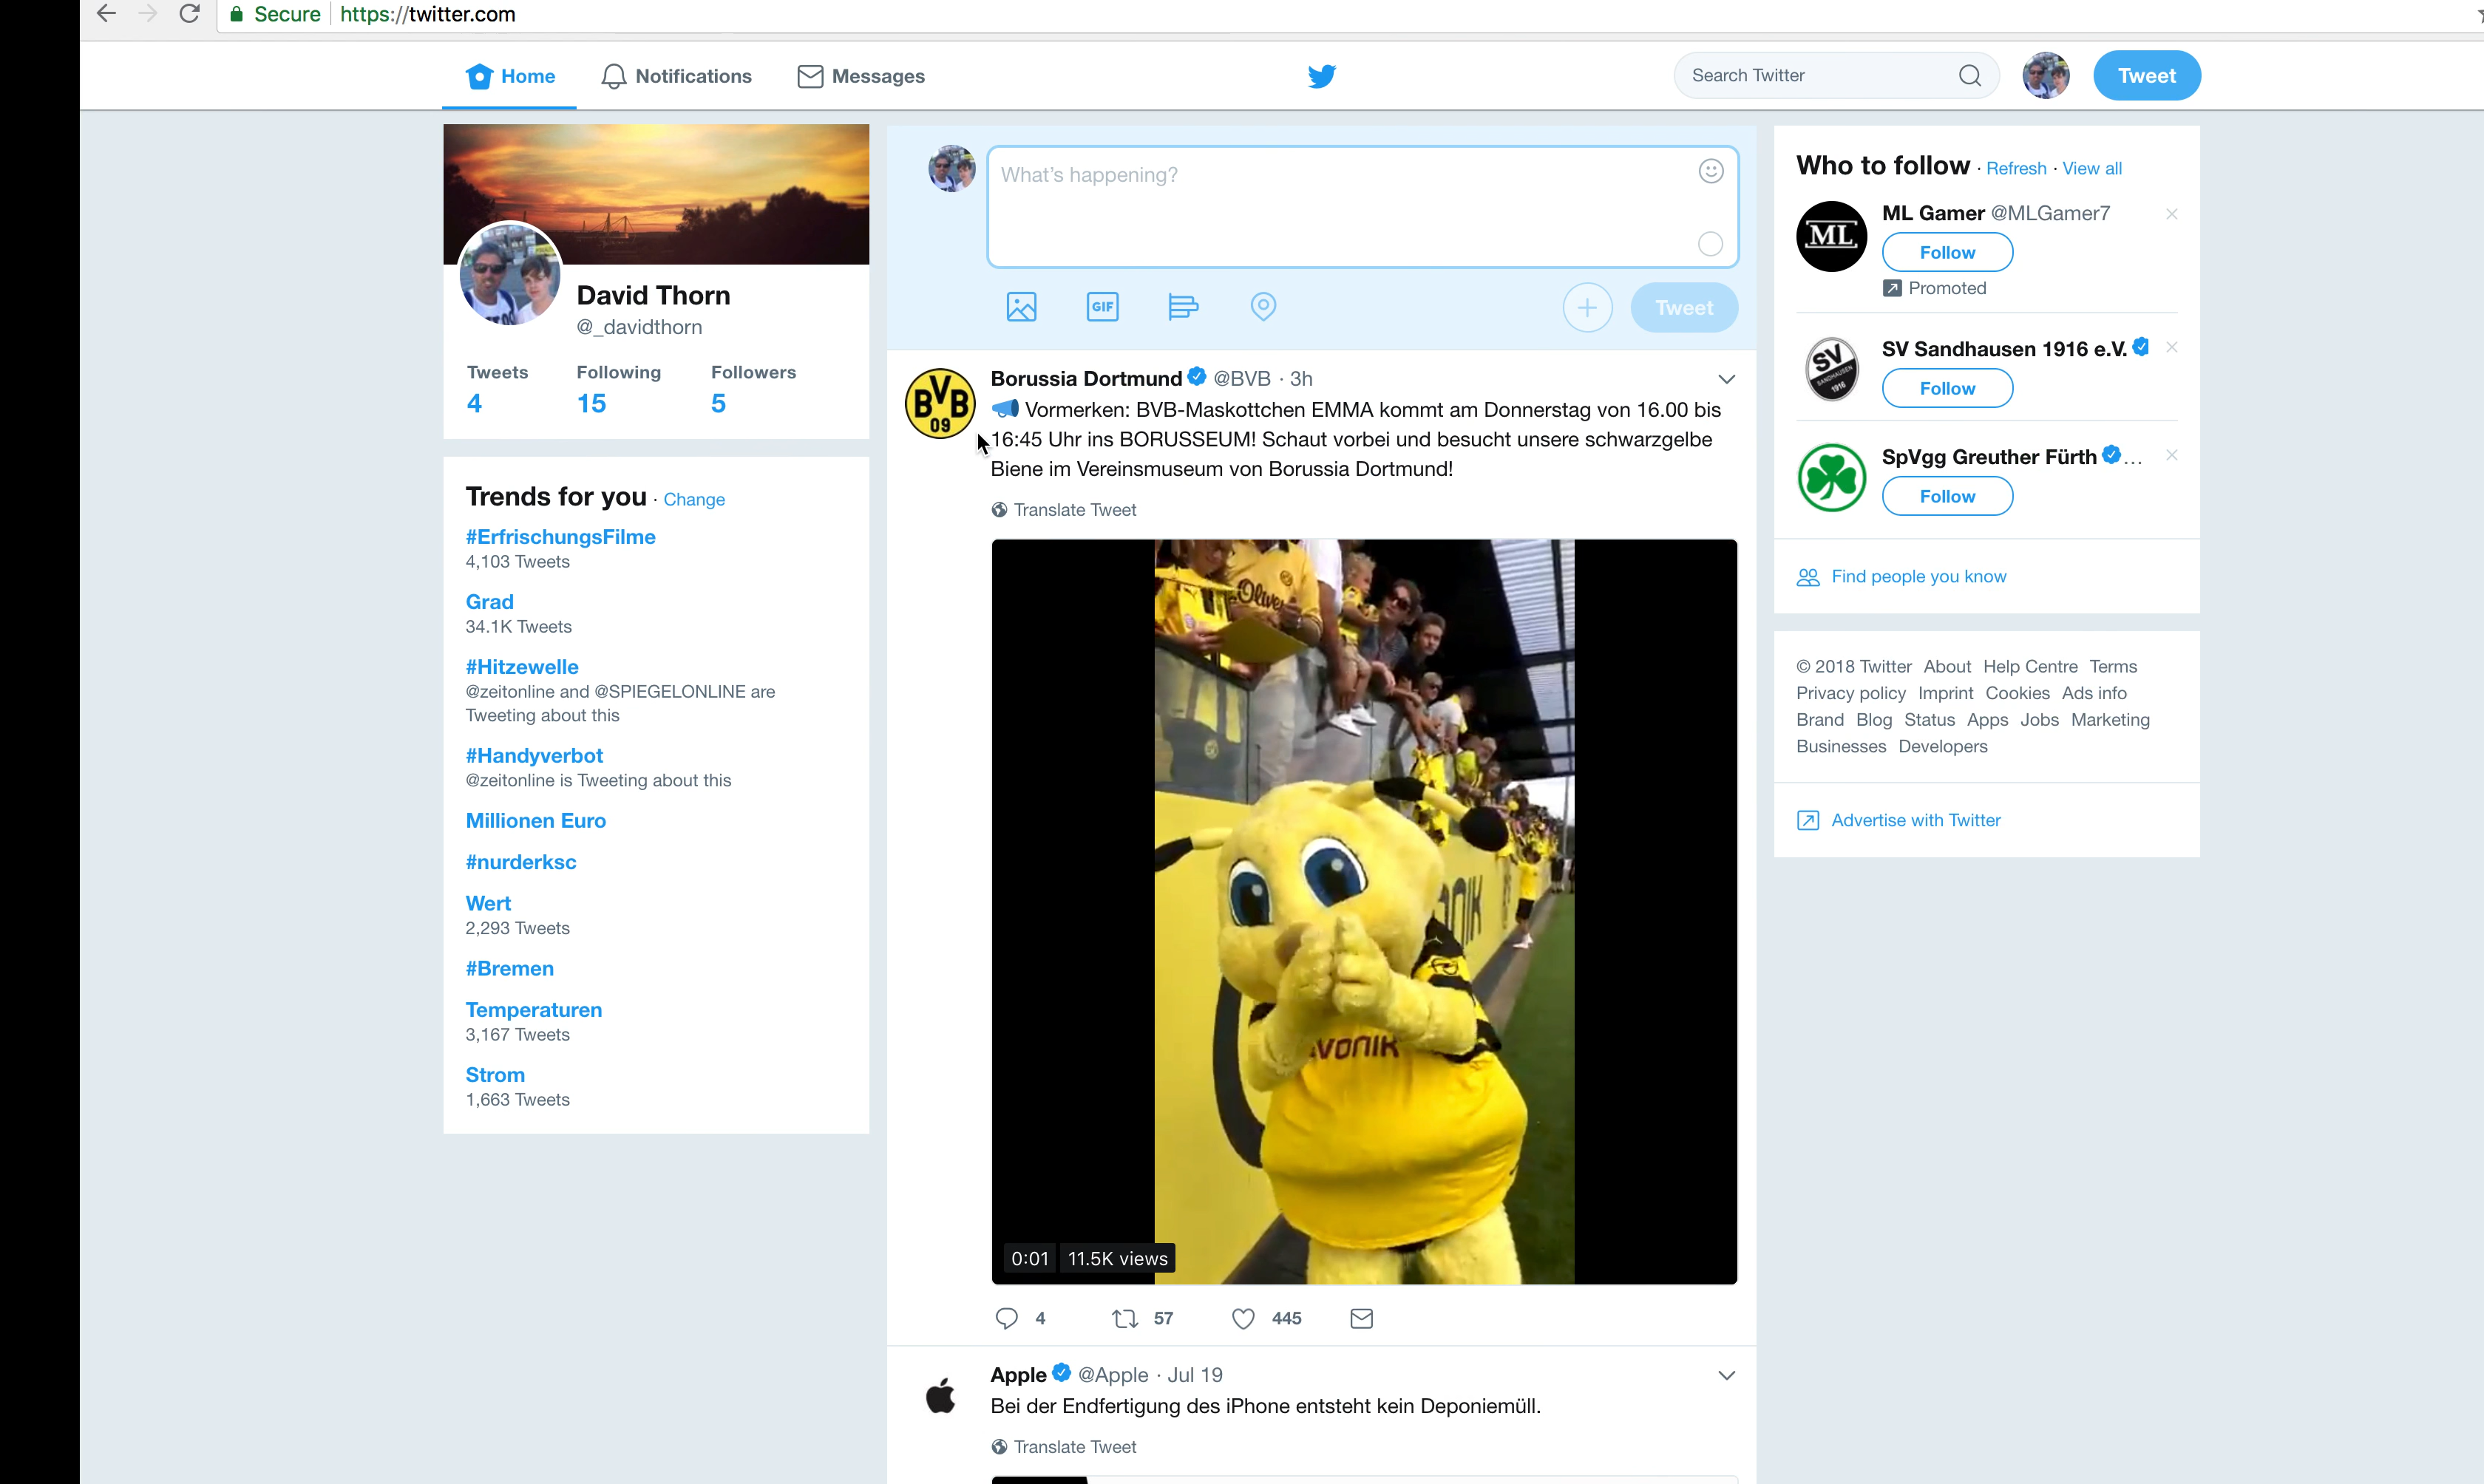 Secure https://twitter.com
Home Notifications Messages Search Twitter Tweet
David Thorn
@_davidthorn
Tweets Following Followers
4 15 5
Trends for you · Change
#ErfrischungsFilme
4,103 Tweets
Grad
34.1K Tweets
#Hitzewelle
@zeitonline and @SPIEGELONLINE are
Tweeting about this
#Handyverbot
@zeitonline is Tweeting about this
Millionen Euro
#nurderksc
Wert
2,293 Tweets
#Bremen
Temperaturen
3,167 Tweets
Strom
1,663 Tweets
What's happening?
GIF
Tweet
BVB
09
Borussia Dortmund @BVB · 3h
Vormerken: BVB-Maskottchen EMMA kommt am Donnerstag von 16.00 bis
16:45 Uhr ins BORUSSEUM! Schaut vorbei und besucht unsere schwarzgelbe
Biene im Vereinsmuseum von Borussia Dortmund!
Translate Tweet
0:01 11.5K views
4 57 445
Apple @Apple · Jul 19
Bei der Endfertigung des iPhone entsteht kein Deponiemüll.
Translate Tweet
Who to follow · Refresh · View all
ML
ML Gamer @MLGamer7
Follow
Promoted
SV
SANDHAUSEN
1916
SV Sandhausen 1916 e.V.
Follow
SpVgg Greuther Fürth ...
Follow
Find people you know
© 2018 Twitter About Help Centre Terms
Privacy policy Imprint Cookies Ads info
Brand Blog Status Apps Jobs Marketing
Businesses Developers
Advertise with Twitter